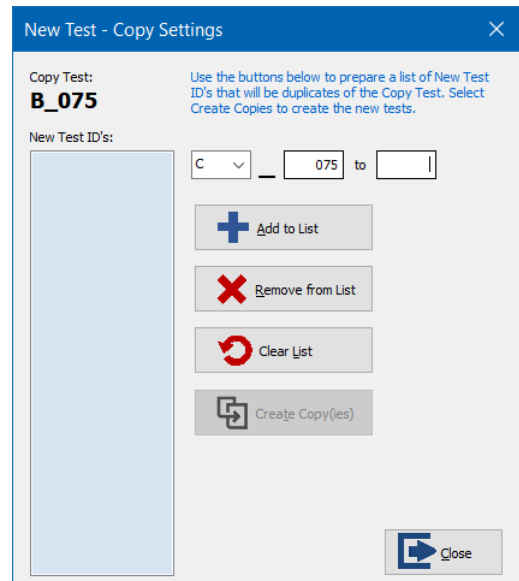 New Test - Copy Settings
Copy Test:
B_075
Use the buttons below to prepare a list of New Test
ID's that will be duplicates of the Copy Test. Select
Create Copies to create the new tests.
New Test ID's:
C _ 075 to
Add to List
Remove from List
Clear List
Create Copy(ies)
Close